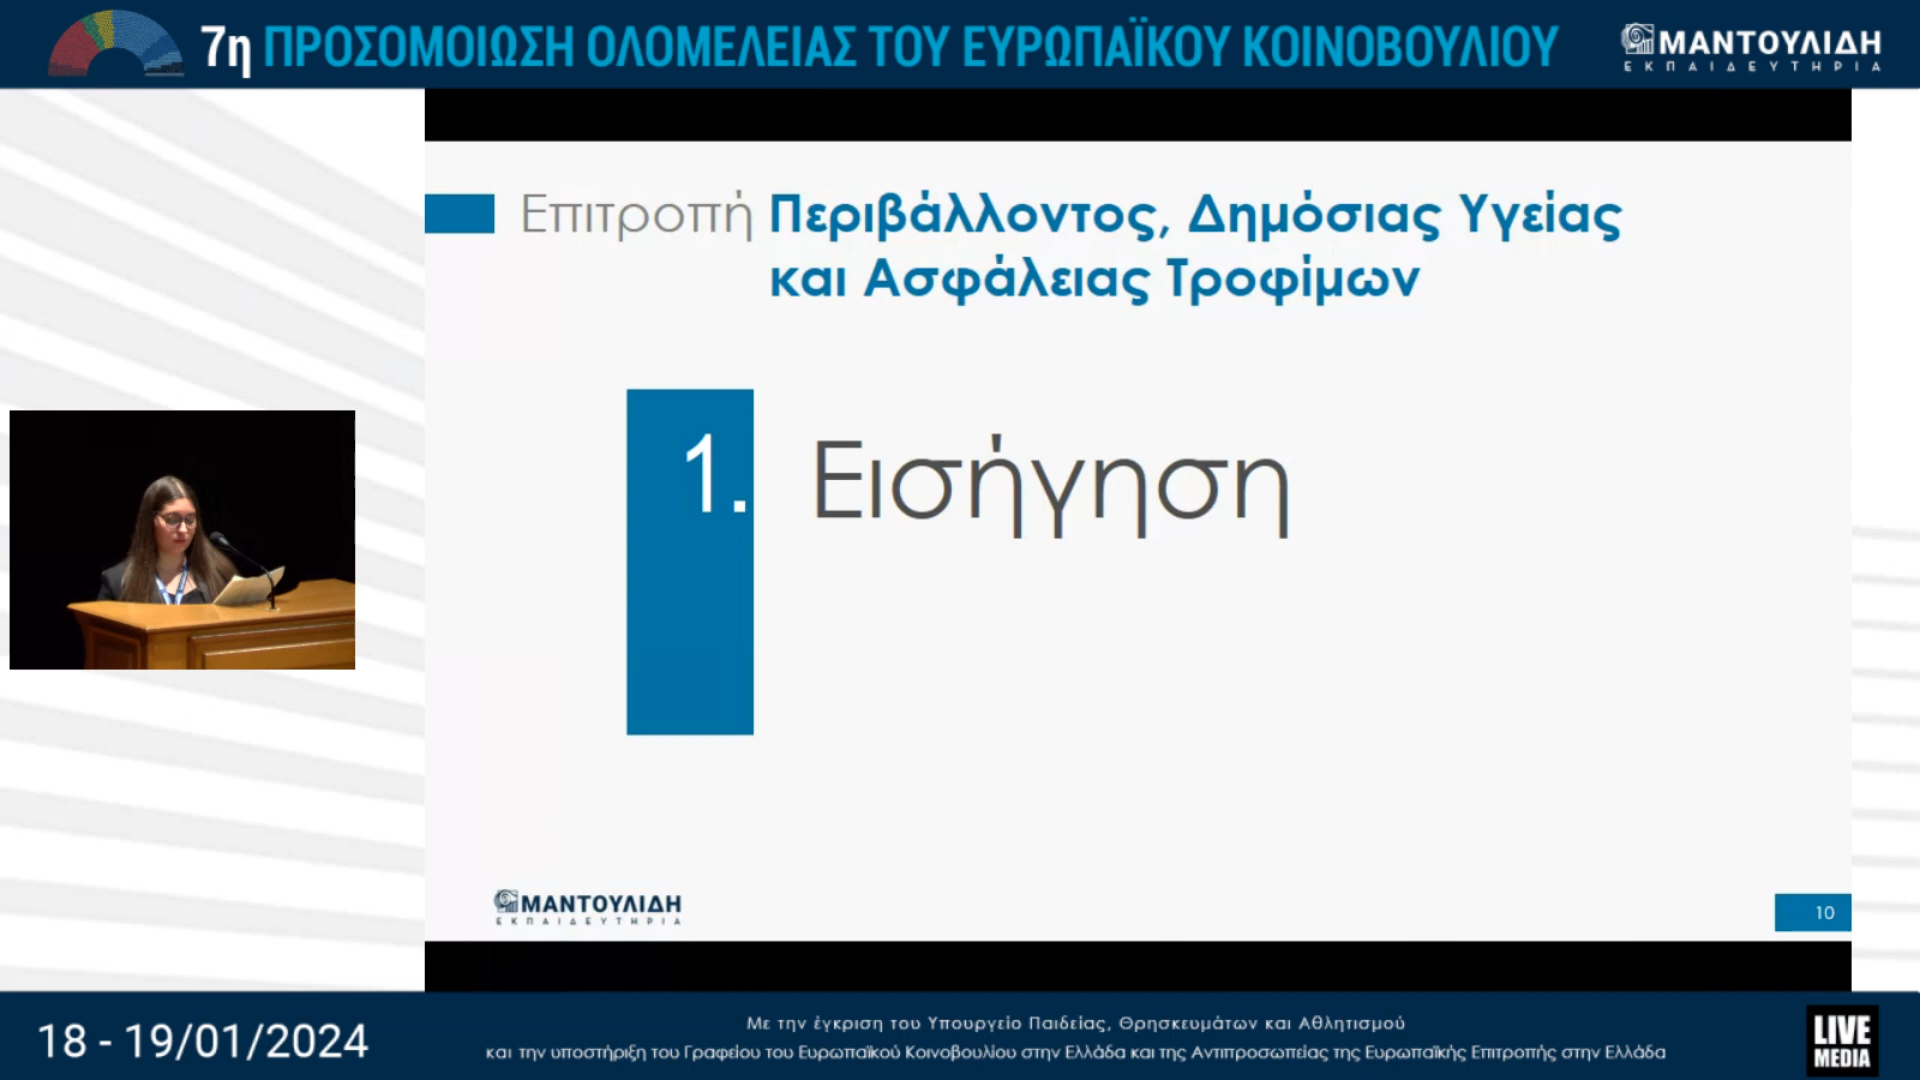 7η ΠΡΟΣΟΜΟΙΩΣΗ ΟΛΟΜΕΛΕΙΑΣ ΤΟΥ ΕΥΡΩΠΑΪΚΟΥ ΚΟΙΝΟΒΟΥΛΙΟΥ
ΜΑΝΤΟΥΛΙΔΗ
ΕΚΠΑΙΔΕΥΤΗΡΙΑ
Επιτροπή Περιβάλλοντος, Δημόσιας Υγείας
και Ασφάλειας Τροφίμων
1. Εισήγηση
ΜΑΝΤΟΥΛΙΔΗ
ΕΚΠΑΙΔΕΥΤΗΡΙΑ
10
18 - 19/01/2024
Με την έγκριση του Υπουργείο Παιδείας, Θρησκευμάτων και Αθλητισμού
και την υποστήριξη του Γραφείου του Ευρωπαϊκού Κοινοβουλίου στην Ελλάδα και της Αντιπροσωπείας της Ευρωπαϊκής Επιτροπής στην Ελλάδα
LIVE
MEDIA